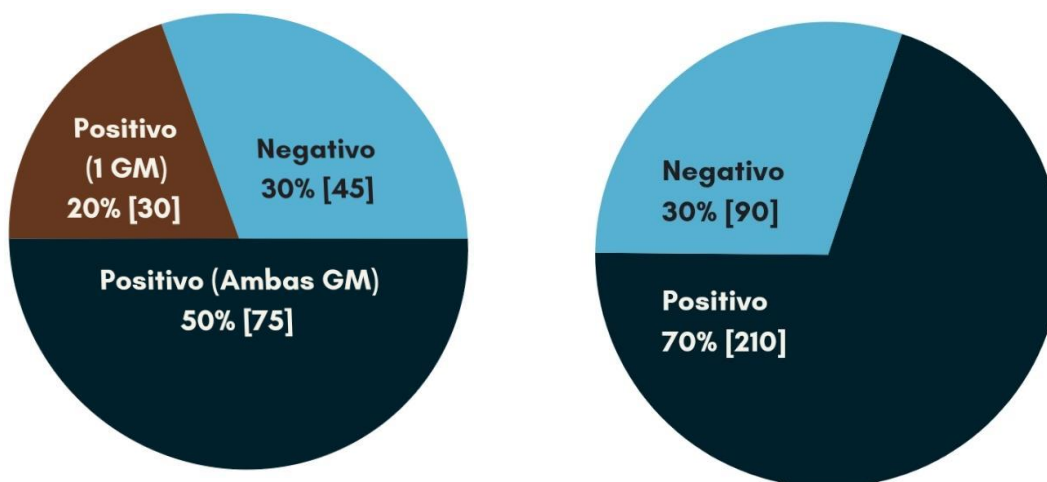 Positivo
(1 GM)
20% [30]
Negativo
30% [45]
Positivo (Ambas GM)
50% [75]
Negativo
30% [90]
Positivo
70% [210]